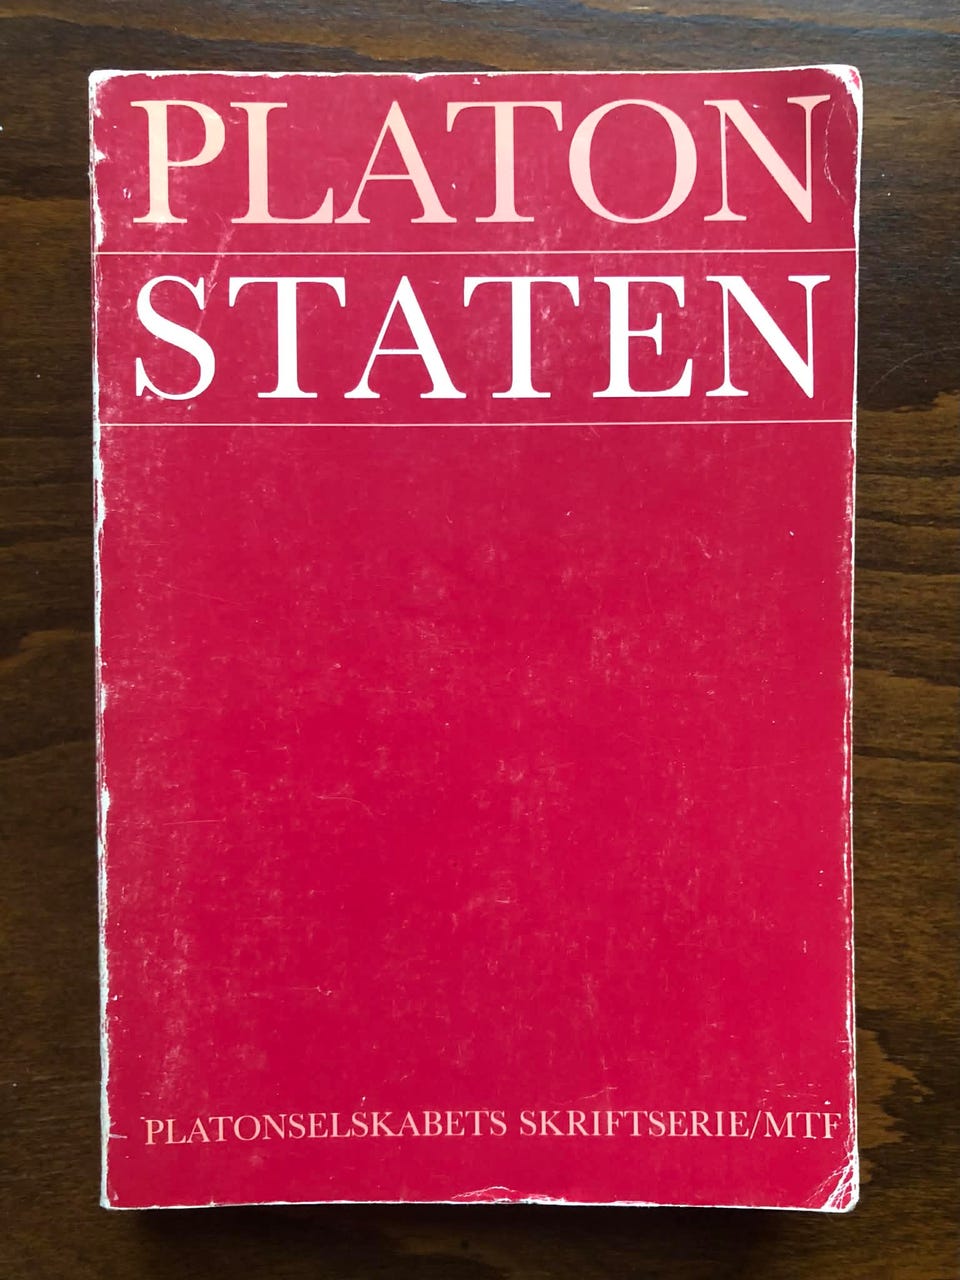 PLATON
STATEN
PLATONSELSKABETS SKRIFTSERIE/MTF